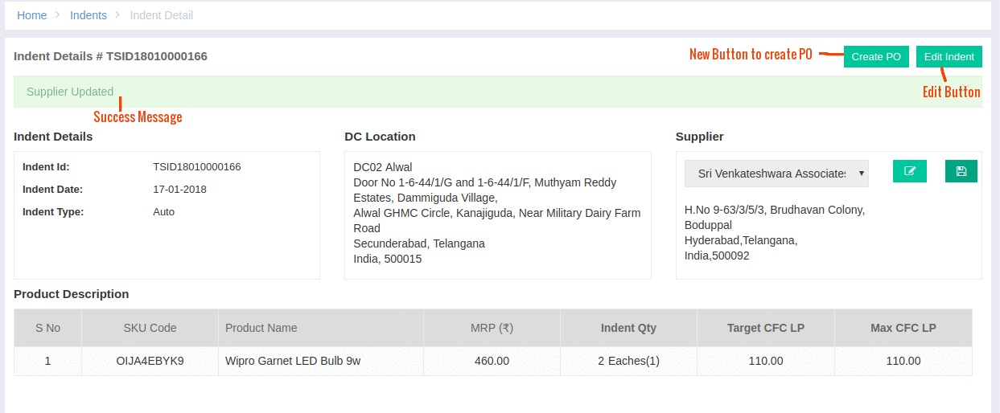 Home > Indents > Indent Detail
Indent Details # TSID18010000166
New Button to create PO
Create PO
Edit Indent
Supplier Updated
Edit Button
Success Message
Indent Details
DC Location
Supplier
Indent Id: TSID18010000166
Indent Date: 17-01-2018
Indent Type: Auto
DC02 Alwal
Door No 1-6-44/1/G and 1-6-44/1/F, Muthyam Reddy
Estates, Dammiguda Village,
Alwal GHMC Circle, Kanajiguda, Near Military Dairy Farm
Road
Secunderabad, Telangana
India, 500015
Sri Venkateshwara Associates
H.No 9-63/3/5/3, Brudhavan Colony,
Boduppal
Hyderabad,Telangana,
India,500092
Product Description
S No SKU Code Product Name MRP (₹) Indent Qty Target CFC LP Max CFC LP
1 OIJA4EBYK9 Wipro Garnet LED Bulb 9w 460.00 2 Eaches(1) 110.00 110.00